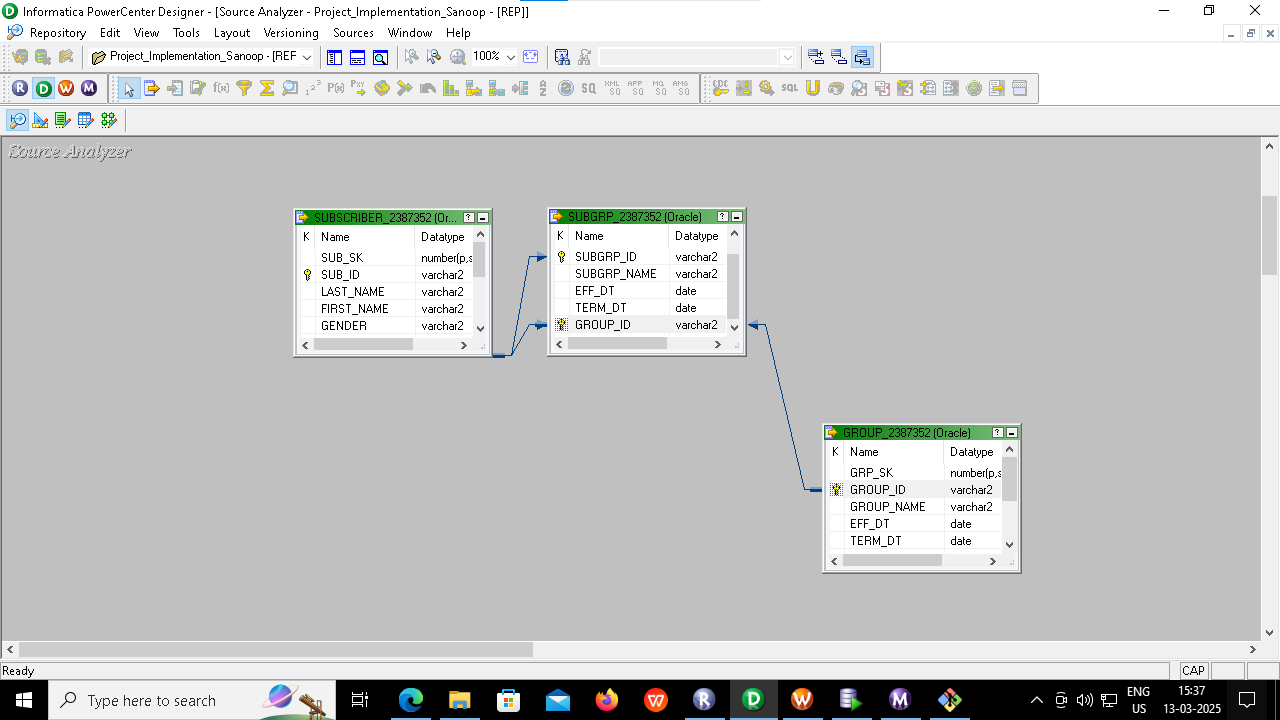 Informatica PowerCenter Designer - [Source Analyzer - Project_Implementation_Sanoop - [REP]]
Repository Edit View Tools Layout Versioning Sources Window Help
Project_Implementation_Sanoop - [REF
100%
Source Analyzer
SUBSCRIBER_2387352 (Or...
K Name Datatype
SUB_SK number(p,s
SUB_ID varchar2
LAST_NAME varchar2
FIRST_NAME varchar2
GENDER varchar2
SUBGRP_2387352 (Oracle)
K Name Datatype
SUBGRP_ID varchar2
SUBGRP_NAME varchar2
EFF_DT date
TERM_DT date
GROUP_ID varchar2
GROUP_2387352 (Oracle)
K Name Datatype
GRP_SK number(p,s
GROUP_ID varchar2
GROUP_NAME varchar2
EFF_DT date
TERM_DT date
Ready
CAP
Type here to search
ENG
US
15:37
13-03-2025